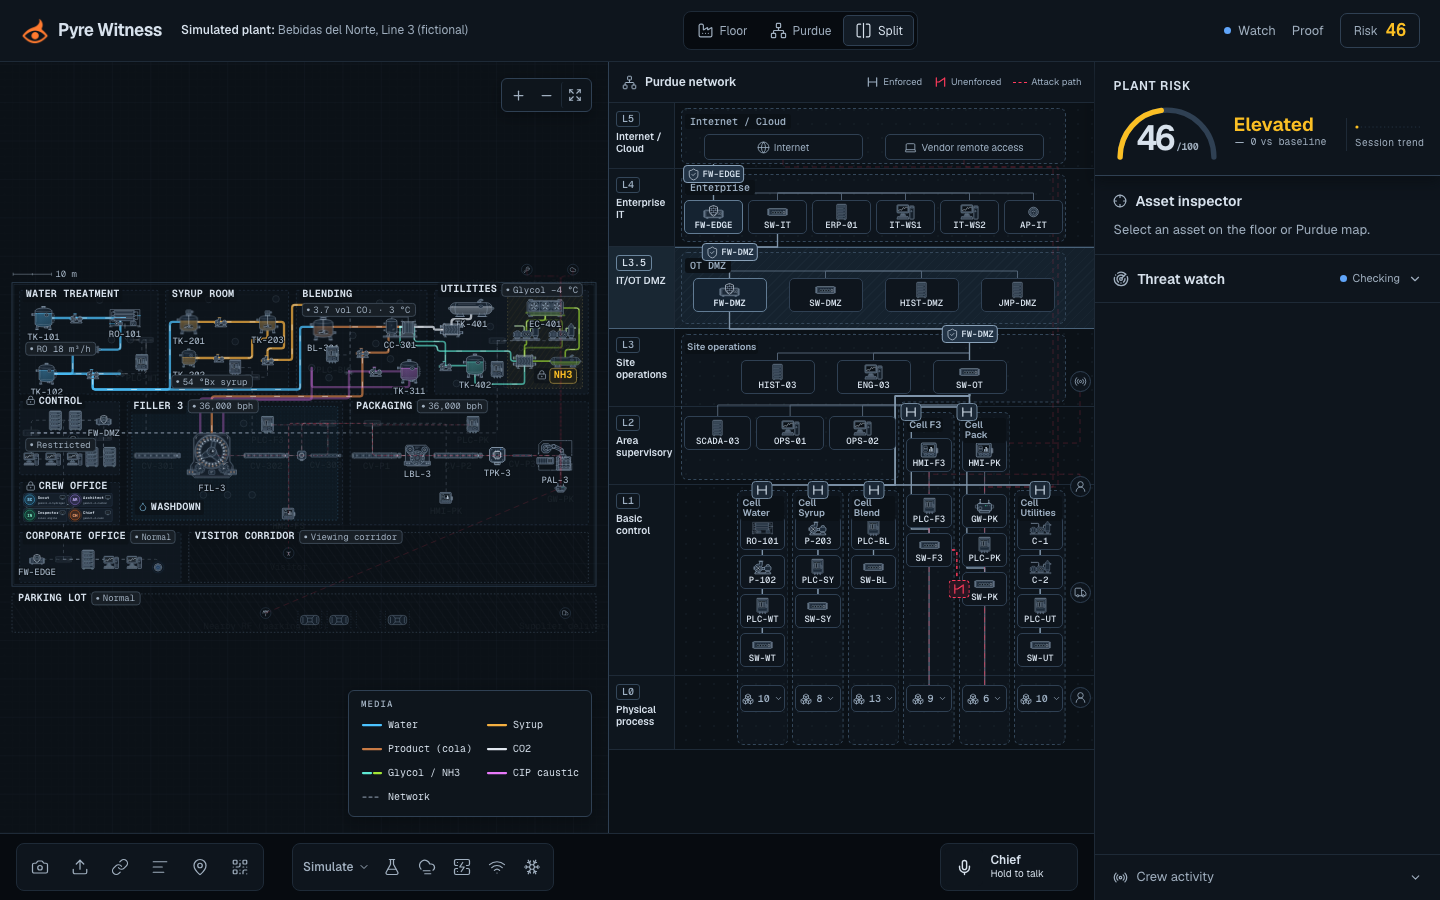 Pyre Witness
Simulated plant: Bebidas del Norte, Line 3 (fictional)
Floor
Purdue
Split
Watch
Proof
Risk 46
10 m
WATER TREATMENT
SYRUP ROOM
BLENDING
UTILITIES
Glycol -4 °C
3.7 vol CO₂ · 3 °C
TK-101
RO-101
RO 18 m³/h
TK-102
TK-201
TK-203
54 °Bx syrup
CC-301
TK-311
TK-401
TK-402
EC-401
NH3
CONTROL
FW-DMZ
Restricted
FILLER 3
36,000 bph
PACKAGING
36,000 bph
FIL-3
LBL-3
TPK-3
PAL-3
CREW OFFICE
Scout
Architect
Inspector
Chief
WASHDOWN
CORPORATE OFFICE
Normal
FW-EDGE
VISITOR CORRIDOR
Viewing corridor
PARKING LOT
Normal
MEDIA
Water
Syrup
Product (cola)
CO2
Glycol / NH3
CIP caustic
Network
Purdue network
Enforced
Unenforced
Attack path
L5
Internet /
Cloud
Internet / Cloud
Internet
Vendor remote access
FW-EDGE
L4
Enterprise
IT
Enterprise
FW-EDGE
SW-IT
ERP-01
IT-WS1
IT-WS2
AP-IT
FW-DMZ
L3.5
IT/OT DMZ
OT DMZ
FW-DMZ
SW-DMZ
HIST-DMZ
JMP-DMZ
FW-DMZ
L3
Site
operations
Site operations
HIST-03
ENG-03
SW-OT
L2
Area
supervisory
SCADA-03
OPS-01
OPS-02
Cell F3
Cell
Pack
HMI-F3
HMI-PK
L1
Basic
control
Cell
Water
Cell
Syrup
Cell
Blend
Cell
Utilities
RO-101
P-203
PLC-BL
PLC-F3
GW-PK
C-1
P-102
PLC-SY
SW-BL
SW-F3
PLC-PK
C-2
PLC-WT
SW-SY
SW-PK
PLC-UT
SW-WT
SW-UT
L0
Physical
process
10
8
13
9
6
10
PLANT RISK
46 /100
Elevated
— 0 vs baseline
Session trend
Asset inspector
Select an asset on the floor or Purdue map.
Threat watch
Checking
Simulate
Chief
Hold to talk
Crew activity